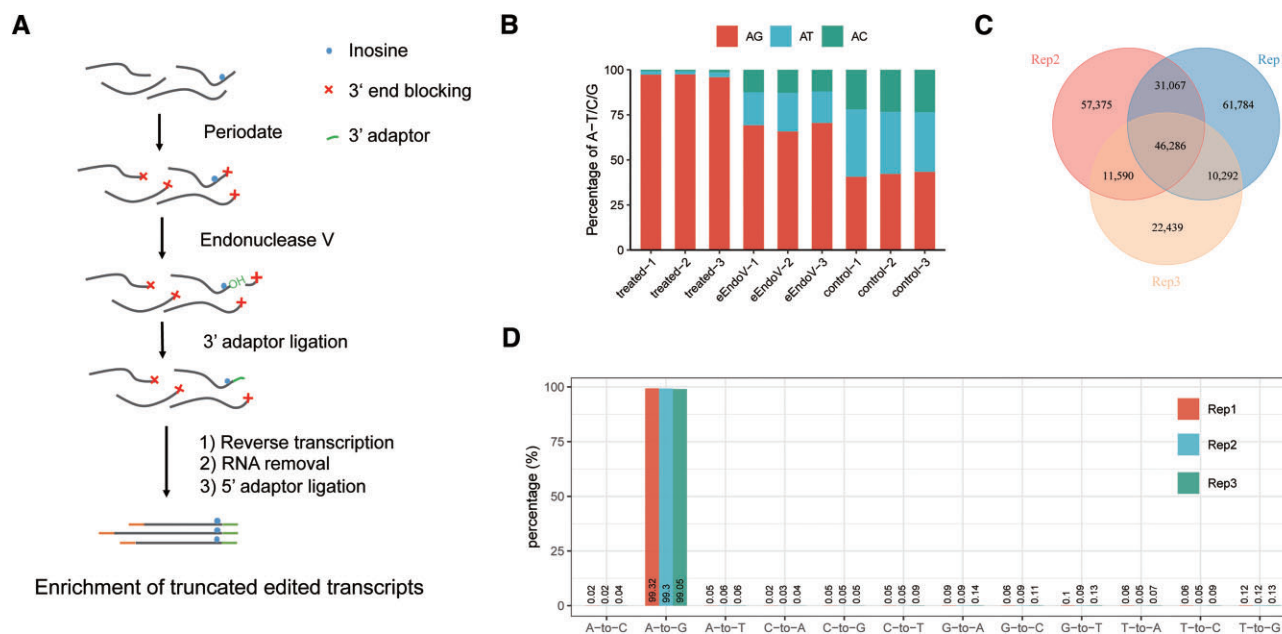 A
Inosine
3' end blocking
3' adaptor
Periodate
Endonuclease V
OH
3' adaptor ligation
1) Reverse transcription
2) RNA removal
3) 5' adaptor ligation
Enrichment of truncated edited transcripts
B
AG AT AC
Percentage of A-T/C/G
100
75
50
25
0
treated-1 treated-2 treated-3 eEndoV-1 eEndoV-2 eEndoV-3 control-1 control-2 control-3
C
Rep2
Rep
57,375
31,067
61,784
46,286
11,590
10,292
22,439
Rep3
D
percentage (%)
100
75
50
25
0
Rep1
Rep2
Rep3
0.02 0.02 0.04 99.32 99.3 99.05 0.05 0.06 0.06 0.02 0.03 0.04 0.05 0.05 0.05 0.05 0.05 0.09 0.09 0.09 0.14 0.06 0.09 0.11 0.1 0.09 0.13 0.06 0.05 0.07 0.06 0.05 0.09 0.12 0.12 0.13
A-to-C A-to-G A-to-T C-to-A C-to-G C-to-T G-to-A G-to-C G-to-T T-to-A T-to-C T-to-G